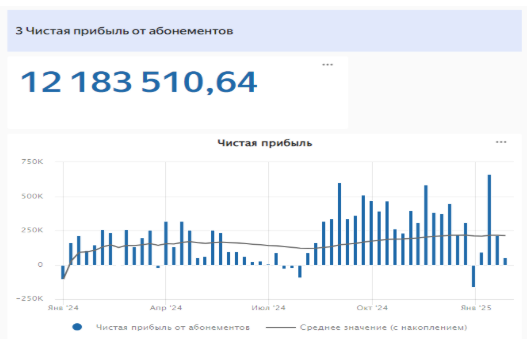 3 Чистая прибыль от абонементов
12 183 510,64
Чистая прибыль
750K
500K
250K
0
−250K
Янв '24
Апр '24
Июл '24
Окт '24
Янв '25
Чистая прибыль от абонементов
Среднее значение (с накоплением)